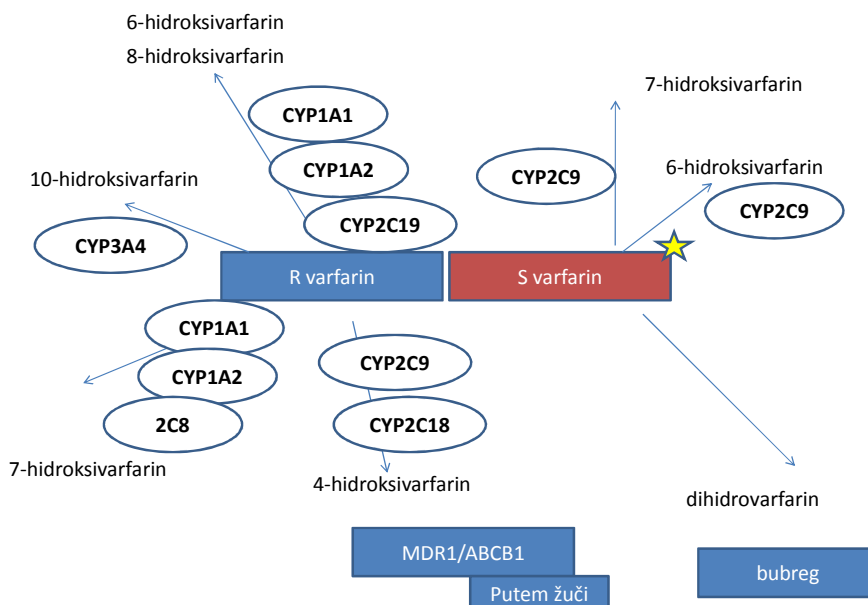 6-hidroksivarfarin
8-hidroksivarfarin
CYP1A1
CYP1A2
CYP2C19
7-hidroksivarfarin
CYP2C9
6-hidroksivarfarin
CYP2C9
10-hidroksivarfarin
CYP3A4
R varfarin
S varfarin
CYP1A1
CYP1A2
2C8
7-hidroksivarfarin
CYP2C9
CYP2C18
4-hidroksivarfarin
dihidrovarfarin
MDR1/ABCB1
Putem žuči
bubreg